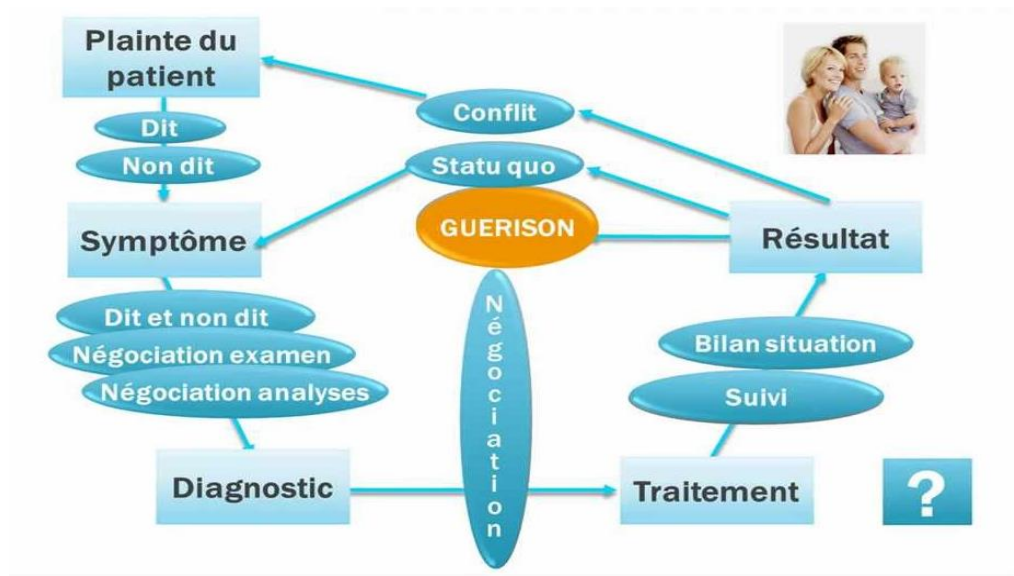 Plainte du
patient
Dit
Non dit
Symptôme
Dit et non dit
Négociation examen
Négociation analyses
Diagnostic
Négociation
Traitement
Suivi
Bilan situation
Résultat
Conflit
Statu quo
GUERISON
?